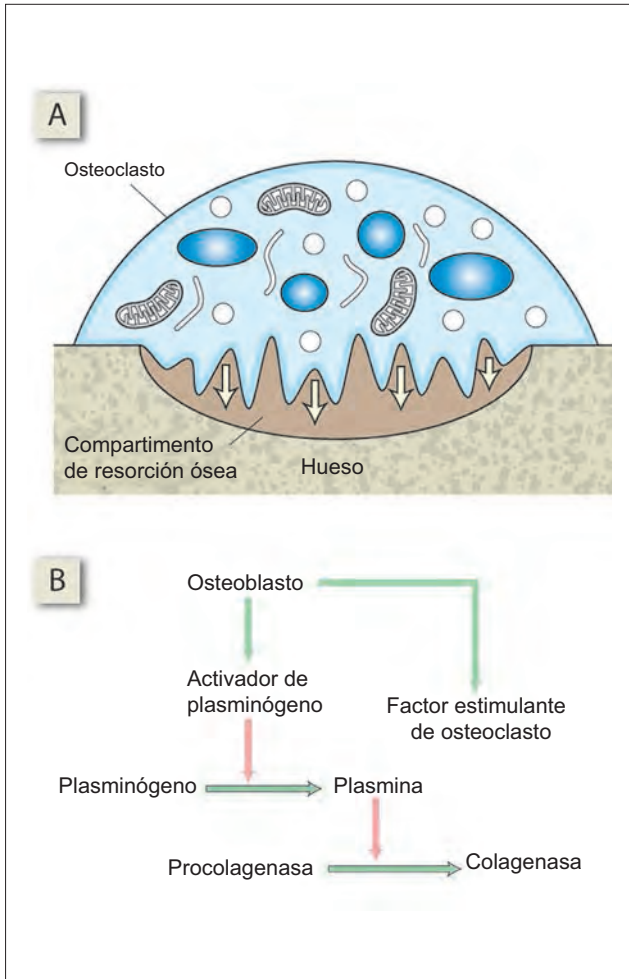 A
Osteoclasto
Compartimento
de resorción ósea
Hueso
B
Osteoblasto
Activador de
plasminógeno
Factor estimulante
de osteoclasto
Plasminógeno
Plasmina
Procolagenasa
Colagenasa